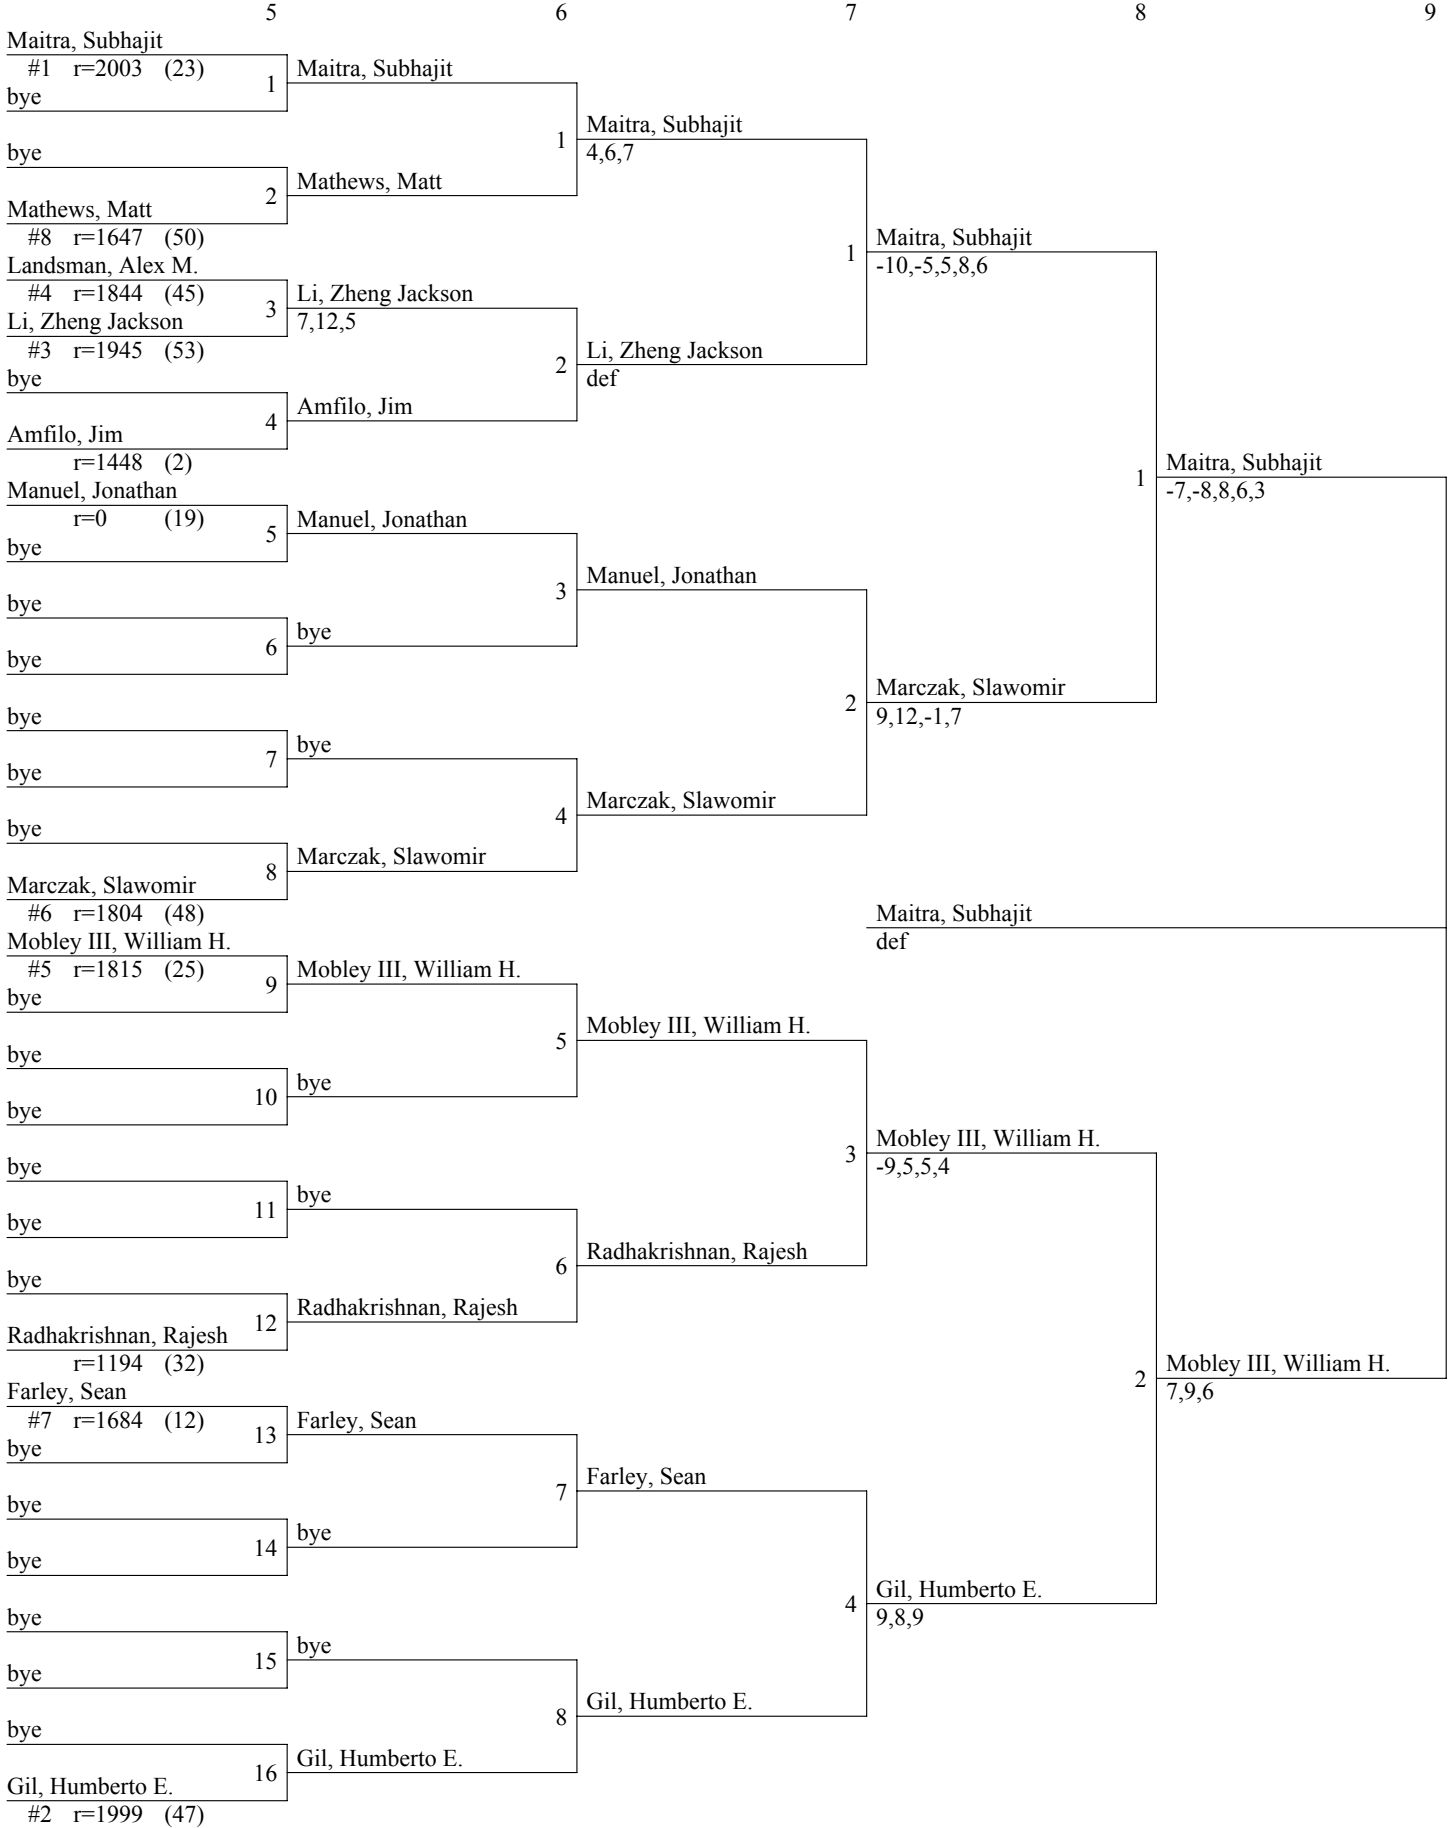 5 6 7 8 9
Maitra, Subhajit
#1 r=2003 (23)
1
Maitra, Subhajit
bye
1
Maitra, Subhajit
4,6,7
bye
2
Mathews, Matt
Mathews, Matt
#8 r=1647 (50)
1
Maitra, Subhajit
-10,-5,5,8,6
Landsman, Alex M.
#4 r=1844 (45)
3
Li, Zheng Jackson
7,12,5
Li, Zheng Jackson
#3 r=1945 (53)
2
Li, Zheng Jackson
def
bye
4
Amfilo, Jim
Amfilo, Jim
r=1448 (2)
1
Maitra, Subhajit
-7,-8,8,6,3
Manuel, Jonathan
r=0 (19)
5
Manuel, Jonathan
bye
3
Manuel, Jonathan
bye
6
bye
bye
2
Marczak, Slawomir
9,12,-1,7
bye
7
bye
bye
4
Marczak, Slawomir
bye
8
Marczak, Slawomir
Marczak, Slawomir
#6 r=1804 (48)
Maitra, Subhajit
def
Mobley III, William H.
#5 r=1815 (25)
9
Mobley III, William H.
bye
5
Mobley III, William H.
bye
10
bye
bye
3
Mobley III, William H.
-9,5,5,4
bye
11
bye
bye
6
Radhakrishnan, Rajesh
bye
12
Radhakrishnan, Rajesh
Radhakrishnan, Rajesh
r=1194 (32)
2
Mobley III, William H.
7,9,6
Farley, Sean
#7 r=1684 (12)
13
Farley, Sean
bye
7
Farley, Sean
bye
14
bye
bye
4
Gil, Humberto E.
9,8,9
bye
15
bye
bye
8
Gil, Humberto E.
bye
16
Gil, Humberto E.
Gil, Humberto E.
#2 r=1999 (47)